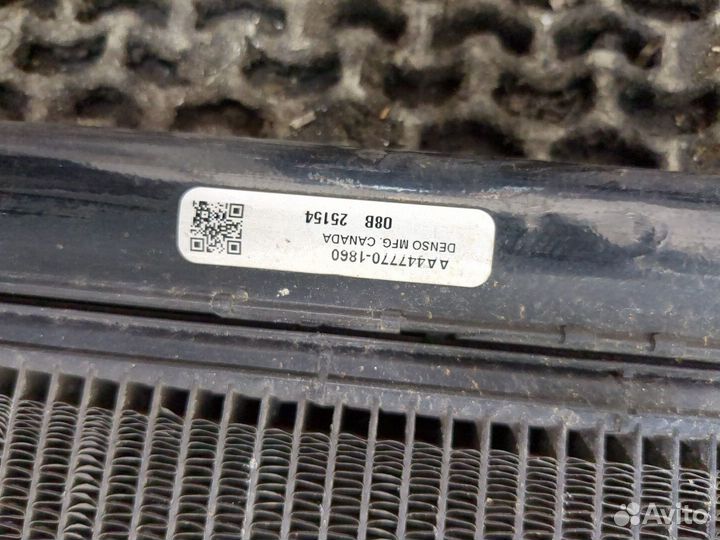 AA447770-1860
DENSO MFG. CANADA
08B 25154
Avito